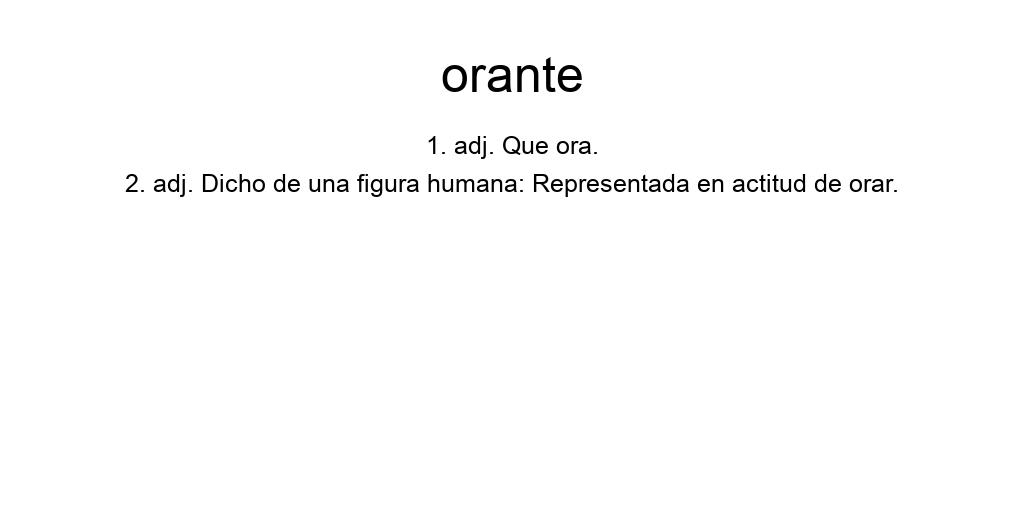 orante
1. adj. Que ora.
2. adj. Dicho de una figura humana: Representada en actitud de orar.